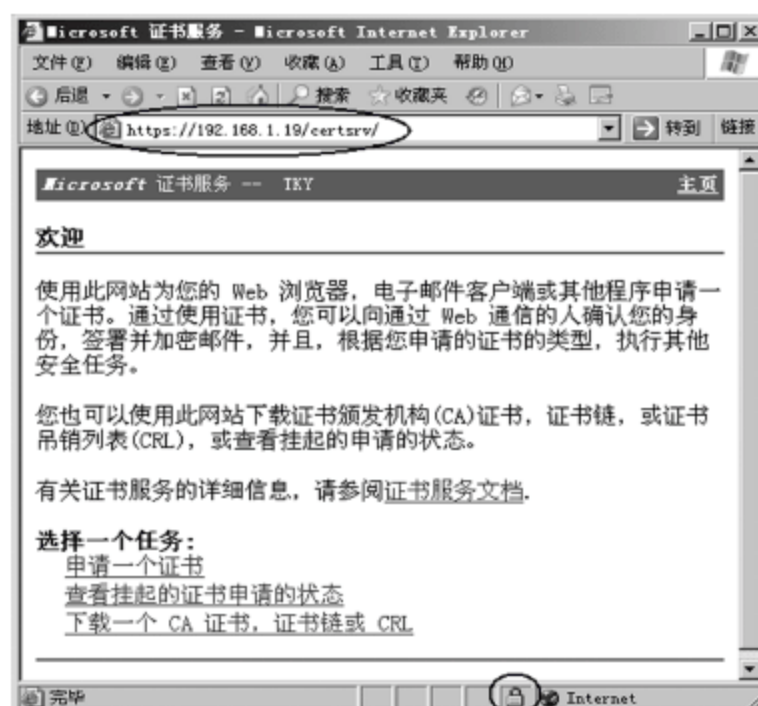 Microsoft 证书服务 - Microsoft Internet Explorer
文件(F) 编辑(E) 查看(V) 收藏(A) 工具(T) 帮助(H)
后退 搜索 收藏夹
地址(D) https://192.168.1.19/certsrv/ 转到 链接
Microsoft 证书服务 -- TKY 主页
欢迎
使用此网站为您的 Web 浏览器，电子邮件客户端或其他程序申请一
个证书。通过使用证书，您可以向通过 Web 通信的人确认您的身
份，签署并加密邮件，并且，根据您申请的证书的类型，执行其他
安全任务。
您也可以使用此网站下载证书颁发机构(CA)证书，证书链，或证书
吊销列表(CRL)，或查看挂起的申请的状态。
有关证书服务的详细信息，请参阅证书服务文档.
选择一个任务：
申请一个证书
查看挂起的证书申请的状态
下载一个 CA 证书，证书链或 CRL
完毕 Internet